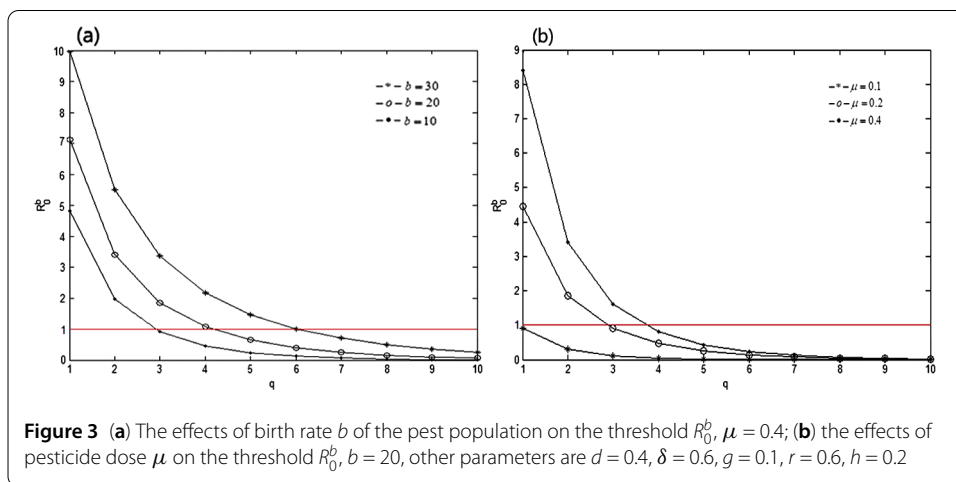 (a)
10
9
8
7
6
5
4
3
2
1
0
R_0^b
1 2 3 4 5 6 7 8 9 10
q
-*- b = 30
-o- b = 20
-•- b = 10
(b)
9
8
7
6
5
4
3
2
1
0
R_0^b
1 2 3 4 5 6 7 8 9 10
q
-*- μ = 0.1
-o- μ = 0.2
-•- μ = 0.4
Figure 3 (a) The effects of birth rate b of the pest population on the threshold R_0^b, μ = 0.4; (b) the effects of
pesticide dose μ on the threshold R_0^b, b = 20, other parameters are d = 0.4, δ = 0.6, g = 0.1, r = 0.6, h = 0.2